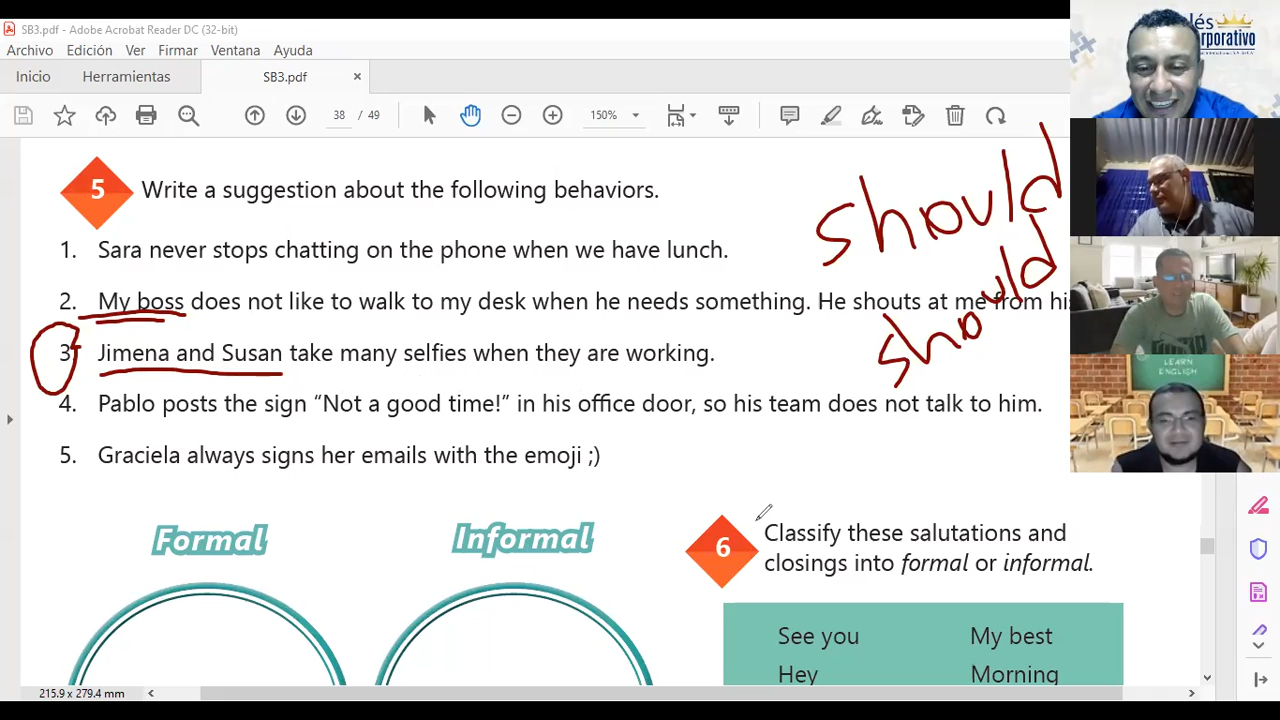 SB3.pdf - Adobe Acrobat Reader DC (32-bit)
Archivo Edición Ver Firmar Ventana Ayuda
Inicio Herramientas SB3.pdf ×
38 / 49 150%
lés
rporativo
5 Write a suggestion about the following behaviors.
should
1. Sara never stops chatting on the phone when we have lunch.
should
2. My boss does not like to walk to my desk when he needs something. He shouts at me from his
3. Jimena and Susan take many selfies when they are working.
4. Pablo posts the sign “Not a good time!” in his office door, so his team does not talk to him.
5. Graciela always signs her emails with the emoji ;)
LEARN
ENGLISH
Formal Informal
6 Classify these salutations and
closings into formal or informal.
See you My best
Hey Morning
215.9 x 279.4 mm